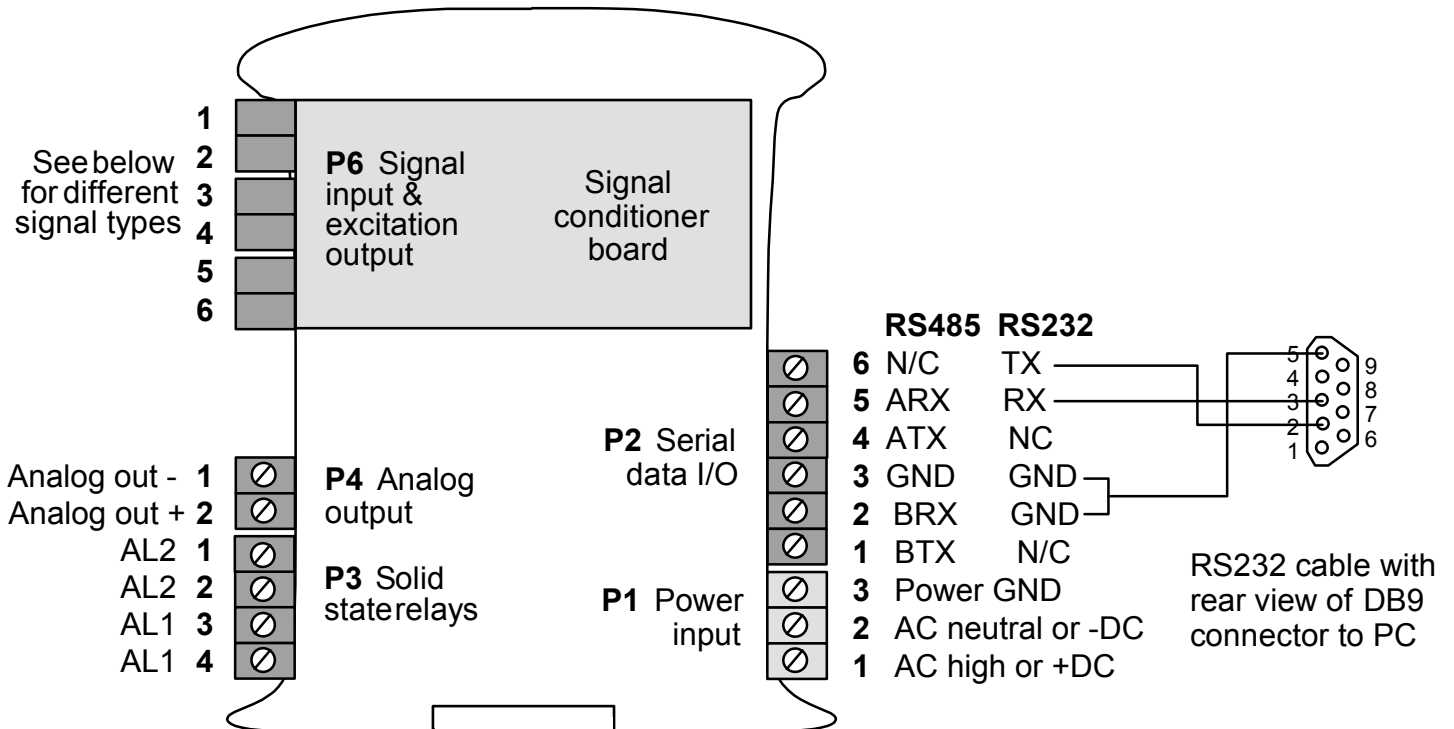 1
2
3
4
5
6
See below
for different
signal types
P6 Signal
input &
excitation
output
Signal
conditioner
board
Analog out - 1
Analog out + 2
AL2 1
AL2 2
AL1 3
AL1 4
P4 Analog
output
P3 Solid
state relays
P2 Serial
data I/O
P1 Power
input
RS485 RS232
6 N/C TX
5 ARX RX
4 ATX NC
3 GND GND
2 BRX GND
1 BTX N/C
3 Power GND
2 AC neutral or -DC
1 AC high or +DC
5
4
3
2
1
9
8
7
6
RS232 cable with
rear view of DB9
connector to PC